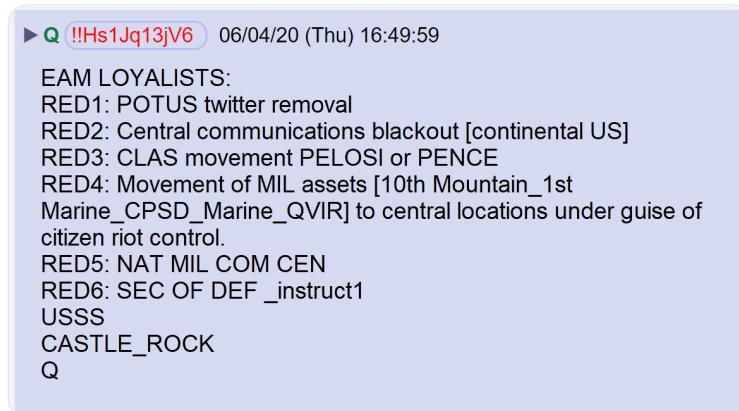 Q !!Hs1Jq13jV6 06/04/20 (Thu) 16:49:59
EAM LOYALISTS:
RED1: POTUS twitter removal
RED2: Central communications blackout [continental US]
RED3: CLAS movement PELOSI or PENCE
RED4: Movement of MIL assets [10th Mountain_1st
Marine_CPSD_Marine_QVIR] to central locations under guise of
citizen riot control.
RED5: NAT MIL COM CEN
RED6: SEC OF DEF _instruct1
USSS
CASTLE_ROCK
Q